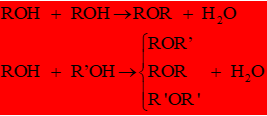 ROH + ROH →ROR + H₂O
ROR’
ROH + R’OH→ ROR + H₂O
R'OR'